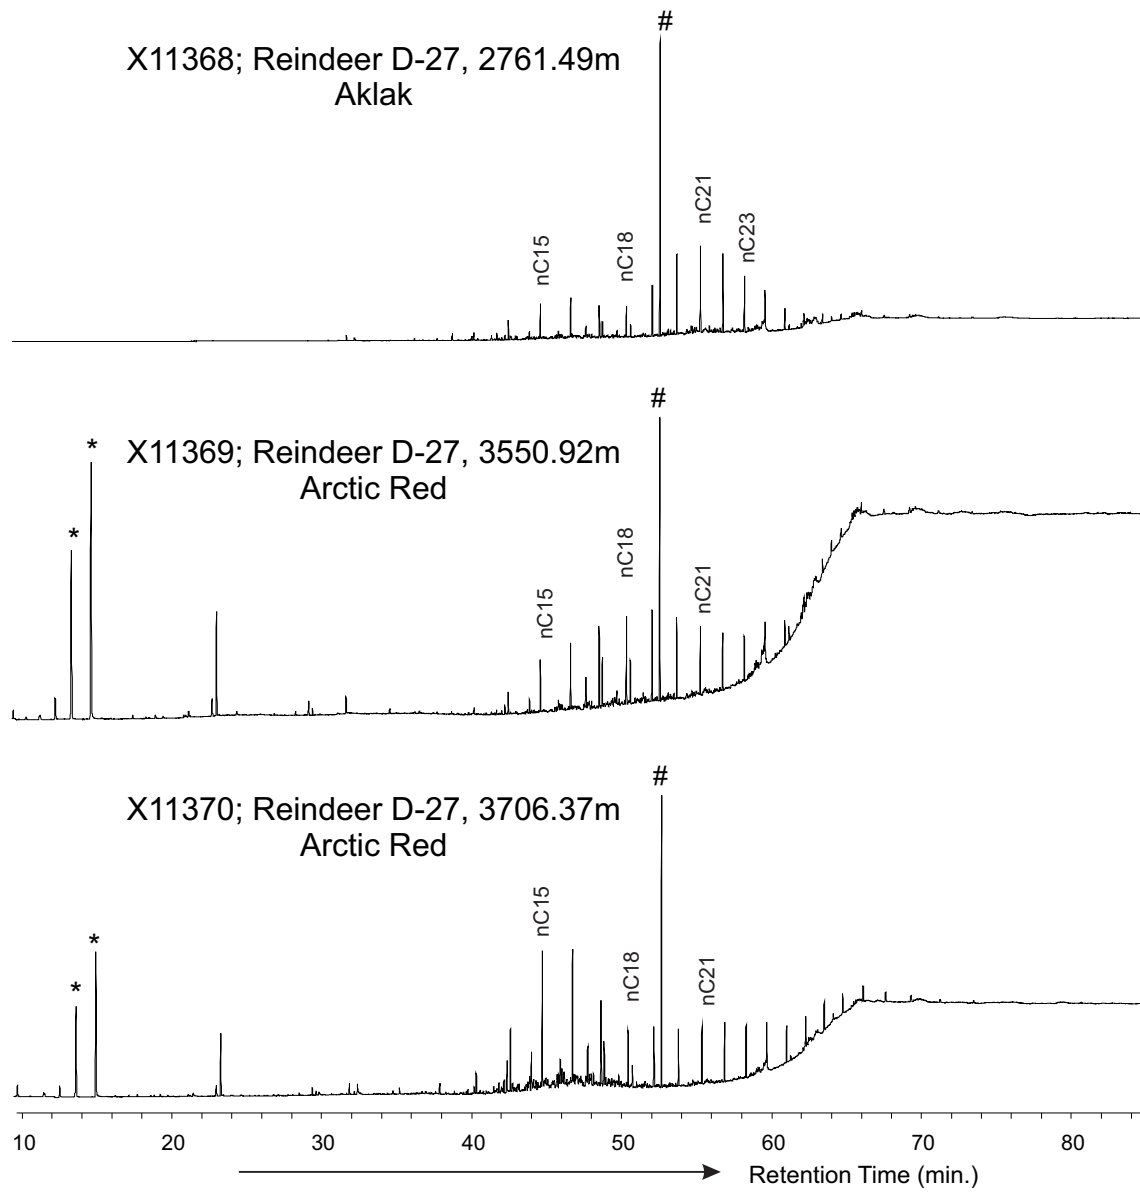 #
X11368; Reindeer D-27, 2761.49m
Aklak
nC15
nC18
nC21
nC23
#
*
*
X11369; Reindeer D-27, 3550.92m
Arctic Red
nC15
nC18
nC21
#
X11370; Reindeer D-27, 3706.37m
Arctic Red
*
*
nC15
nC18
nC21
10 20 30 40 50 60 70 80
Retention Time (min.)